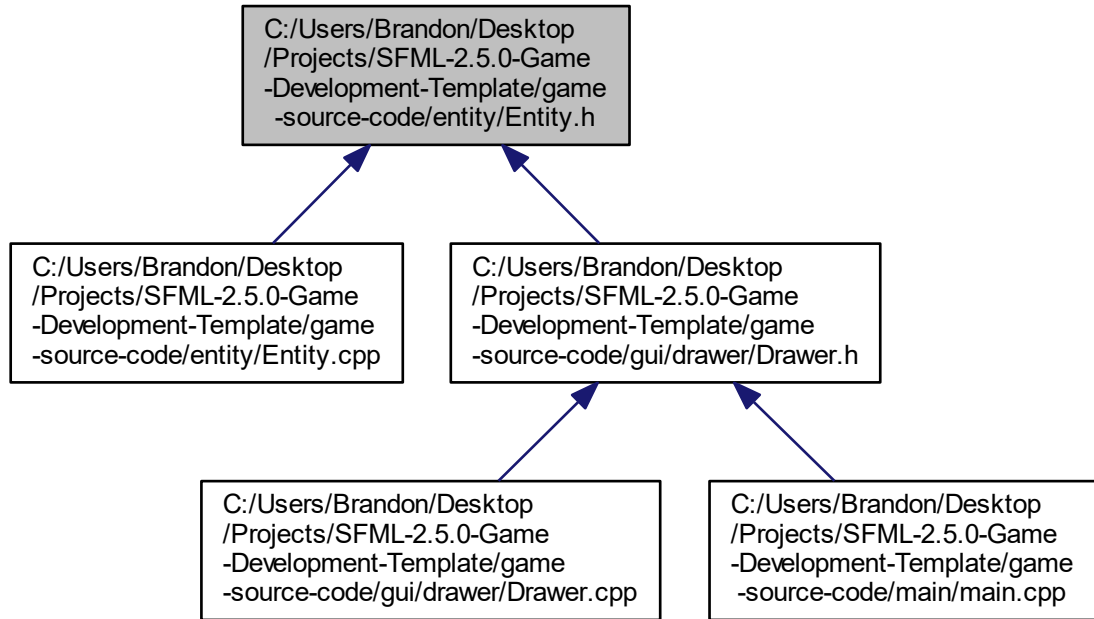 C:/Users/Brandon/Desktop
/Projects/SFML-2.5.0-Game
-Development-Template/game
-source-code/entity/Entity.h
C:/Users/Brandon/Desktop
/Projects/SFML-2.5.0-Game
-Development-Template/game
-source-code/entity/Entity.cpp
C:/Users/Brandon/Desktop
/Projects/SFML-2.5.0-Game
-Development-Template/game
-source-code/gui/drawer/Drawer.h
C:/Users/Brandon/Desktop
/Projects/SFML-2.5.0-Game
-Development-Template/game
-source-code/gui/drawer/Drawer.cpp
C:/Users/Brandon/Desktop
/Projects/SFML-2.5.0-Game
-Development-Template/game
-source-code/main/main.cpp